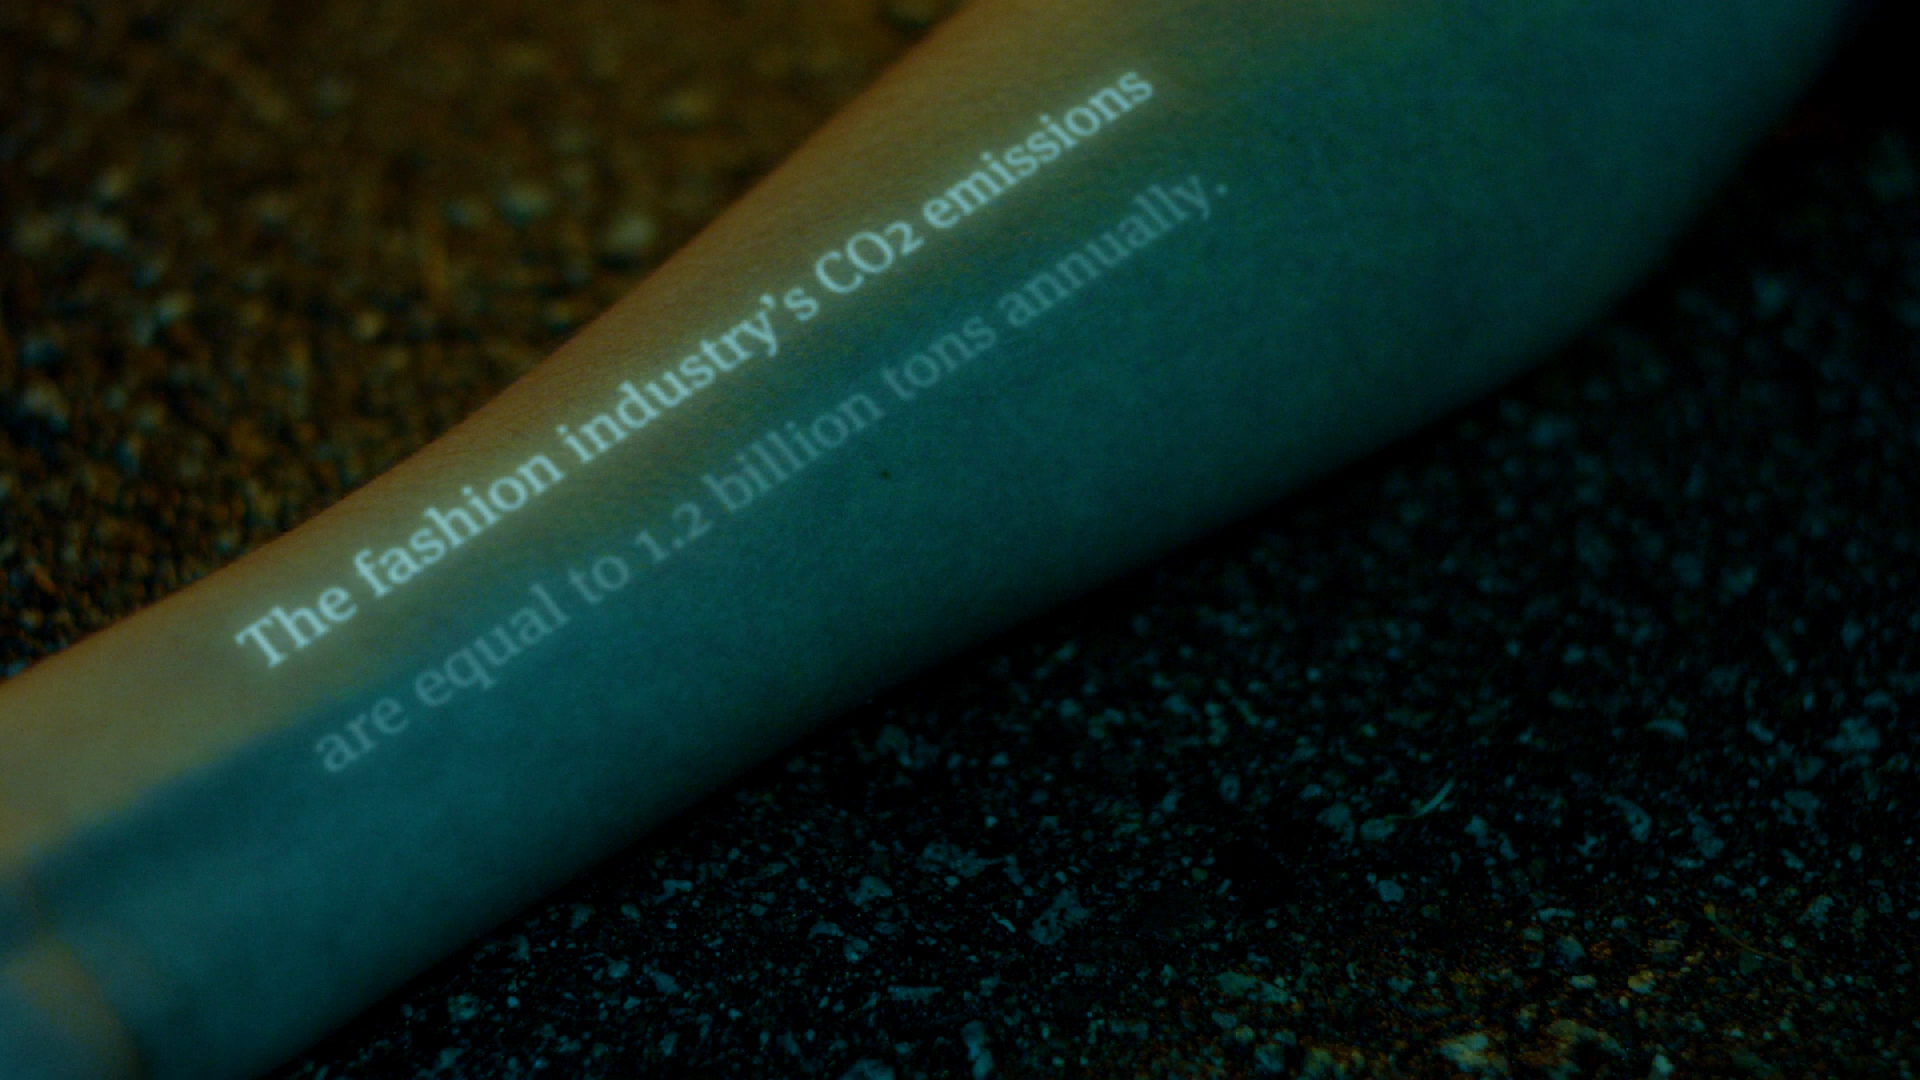 The fashion industry’s CO2 emissions
are equal to 1.2 billion tons annually.